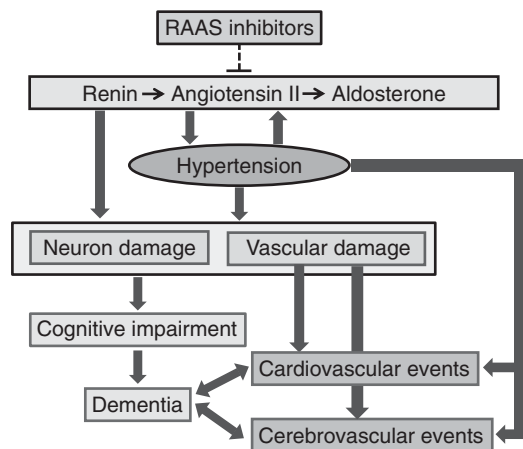 RAAS inhibitors
Renin → Angiotensin II → Aldosterone
Hypertension
Neuron damage
Vascular damage
Cognitive impairment
Cardiovascular events
Dementia
Cerebrovascular events